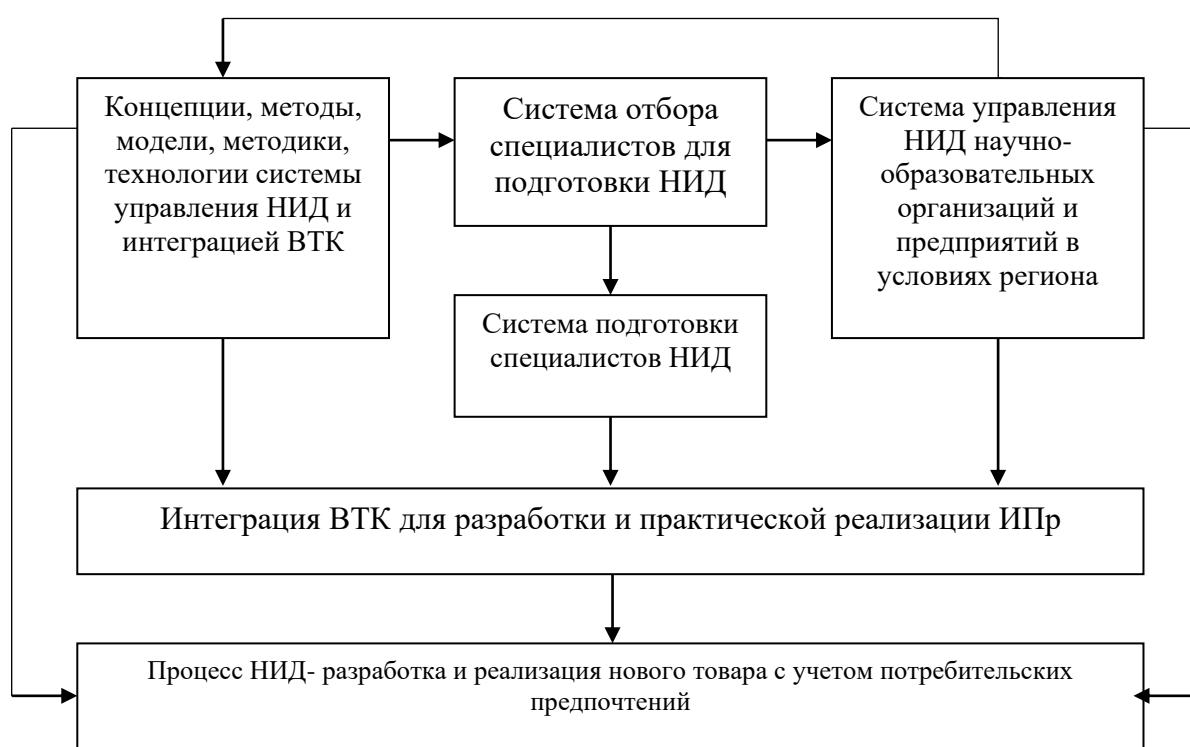 Концепции, методы,
модели, методики,
технологии системы
управления НИД и
интеграцией ВТК
Система отбора
специалистов для
подготовки НИД
Система управления
НИД научно-
образовательных
организаций и
предприятий в
условиях региона
Система подготовки
специалистов НИД
Интеграция ВТК для разработки и практической реализации ИПр
Процесс НИД- разработка и реализация нового товара с учетом потребительских
предпочтений